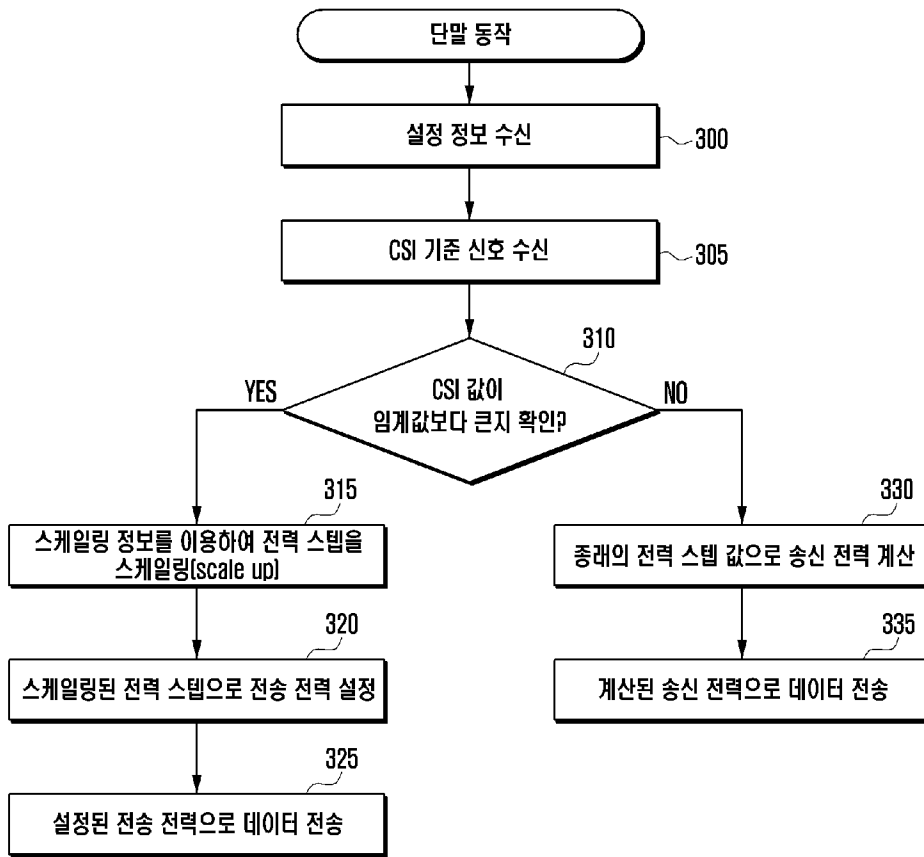 단말 동작
설정 정보 수신
300
CSI 기준 신호 수신
305
310
CSI 값이
임계값보다 큰지 확인?
YES
NO
315
스케일링 정보를 이용하여 전력 스텝을
스케일링(scale up)
320
스케일링된 전력 스텝으로 전송 전력 설정
325
설정된 전송 전력으로 데이터 전송
330
종래의 전력 스텝 값으로 송신 전력 계산
335
계산된 송신 전력으로 데이터 전송